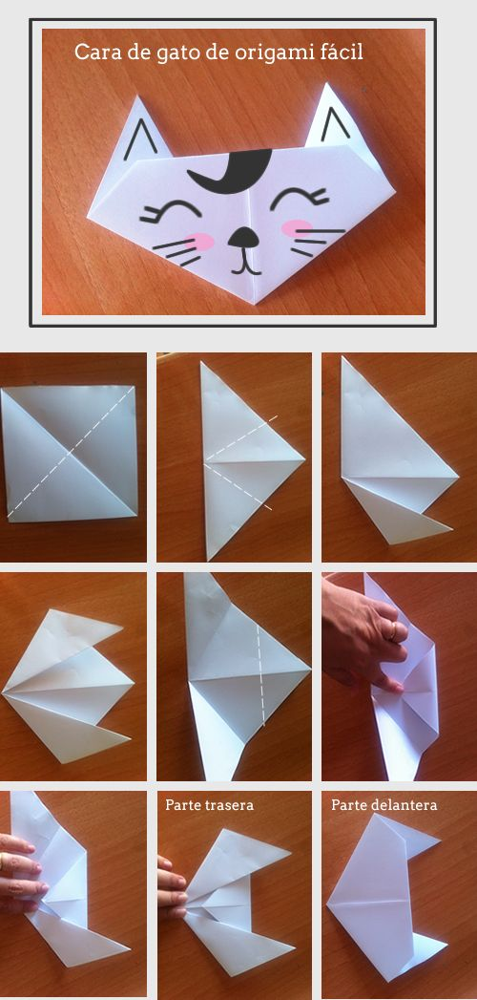 Cara de gato de origami fácil
Parte trasera
Parte delantera